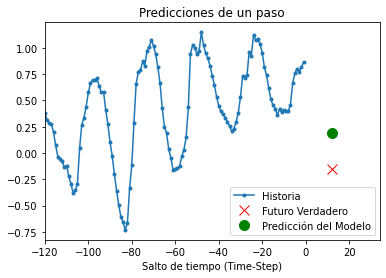 Predicciones de un paso
1.00
0.75
0.50
0.25
0.00
-0.25
-0.50
-0.75
-120 -100 -80 -60 -40 -20 0 20
Salto de tiempo (Time-Step)
Historia
Futuro Verdadero
Predicción del Modelo